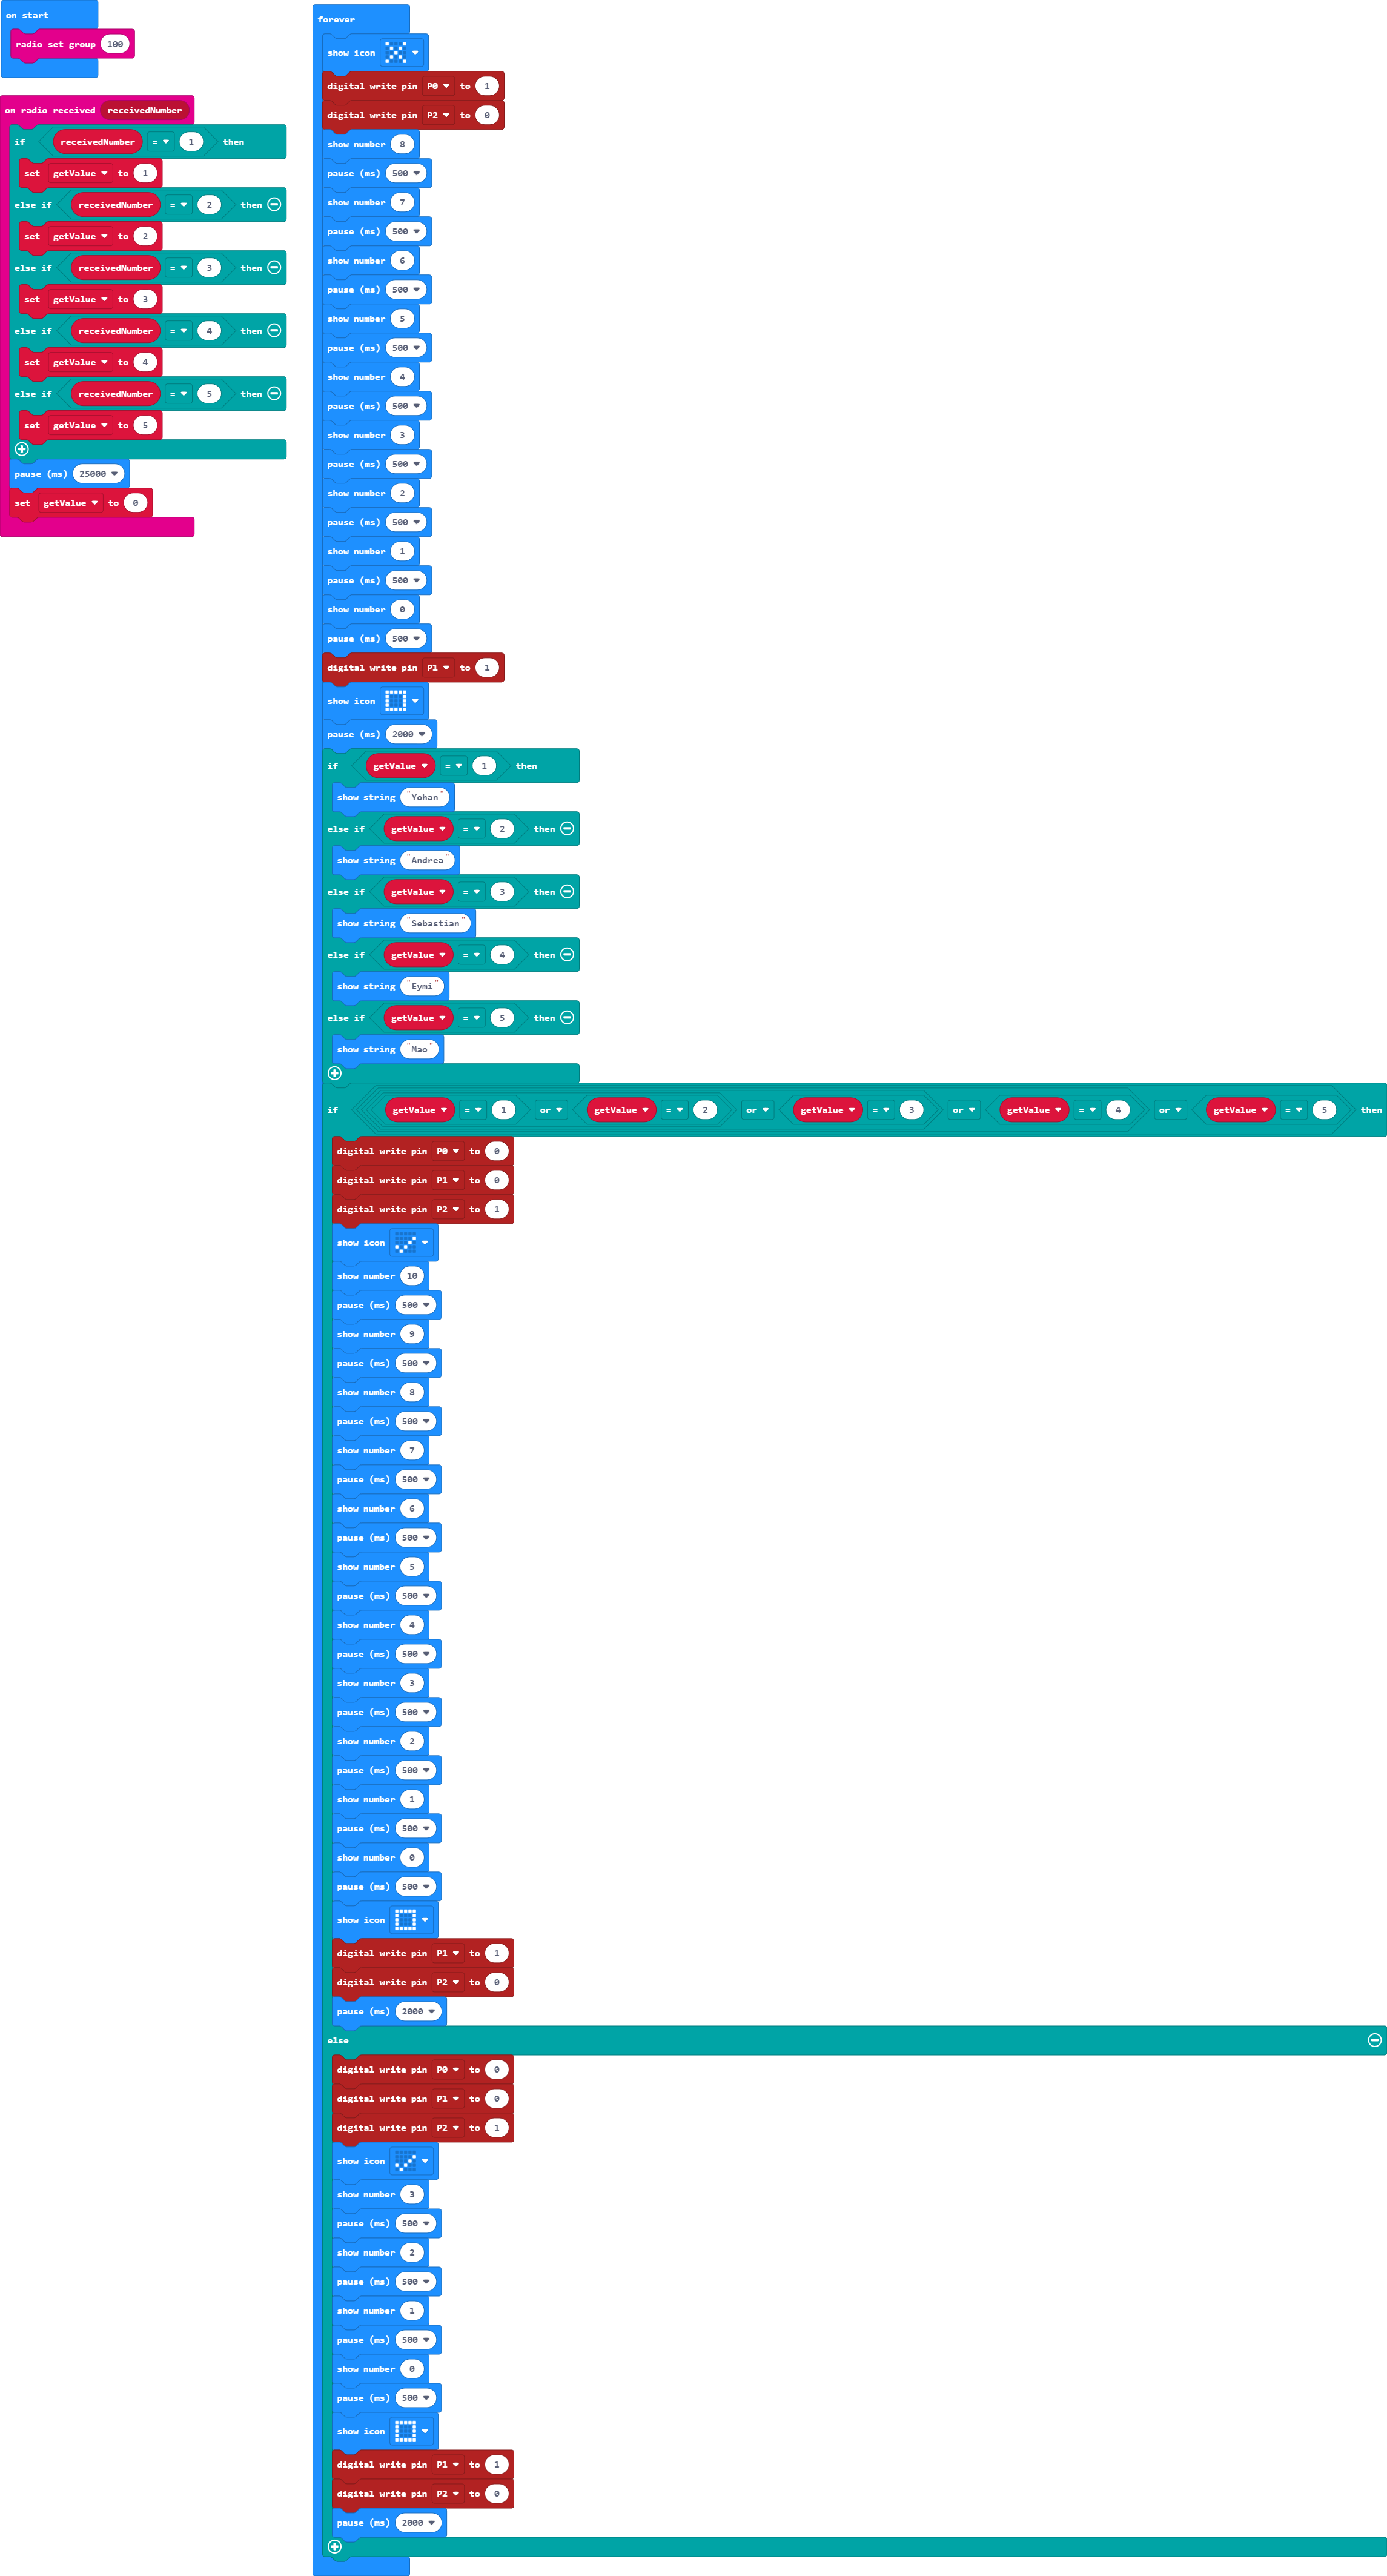 on start
radio set group 100
on radio received receivedNumber
if receivedNumber = 1 then
set getValue to 1
else if receivedNumber = 2 then
set getValue to 2
else if receivedNumber = 3 then
set getValue to 3
else if receivedNumber = 4 then
set getValue to 4
else if receivedNumber = 5 then
set getValue to 5
pause (ms) 25000
set getValue to 0
forever
show icon
digital write pin P0 to 1
digital write pin P2 to 0
show number 8
pause (ms) 500
show number 7
pause (ms) 500
show number 6
pause (ms) 500
show number 5
pause (ms) 500
show number 4
pause (ms) 500
show number 3
pause (ms) 500
show number 2
pause (ms) 500
show number 1
pause (ms) 500
show number 0
pause (ms) 500
digital write pin P1 to 1
show icon
pause (ms) 2000
if getValue = 1 then
show string "Yohan"
else if getValue = 2 then
show string "Andrea"
else if getValue = 3 then
show string "Sebastian"
else if getValue = 4 then
show string "Eymi"
else if getValue = 5 then
show string "Mao"
if getValue = 1 or getValue = 2 or getValue = 3 or getValue = 4 or getValue = 5 then
digital write pin P0 to 0
digital write pin P1 to 0
digital write pin P2 to 1
show icon
show number 10
pause (ms) 500
show number 9
pause (ms) 500
show number 8
pause (ms) 500
show number 7
pause (ms) 500
show number 6
pause (ms) 500
show number 5
pause (ms) 500
show number 4
pause (ms) 500
show number 3
pause (ms) 500
show number 2
pause (ms) 500
show number 1
pause (ms) 500
show number 0
pause (ms) 500
show icon
digital write pin P1 to 1
digital write pin P2 to 0
pause (ms) 2000
else
digital write pin P0 to 0
digital write pin P1 to 0
digital write pin P2 to 1
show icon
show number 3
pause (ms) 500
show number 2
pause (ms) 500
show number 1
pause (ms) 500
show number 0
pause (ms) 500
show icon
digital write pin P1 to 1
digital write pin P2 to 0
pause (ms) 2000